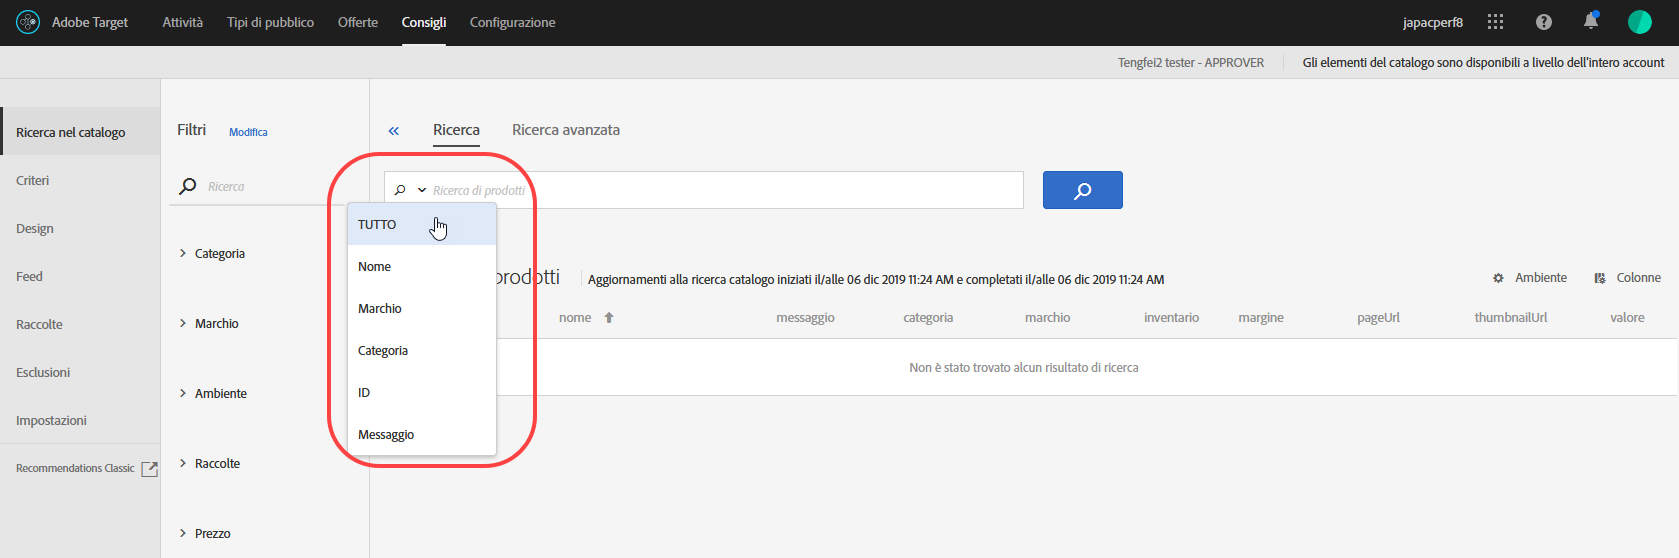 Adobe Target Attività Tipi di pubblico Offerte Consigli Configurazione japacperf8
Tengfei2 tester - APPROVER Gli elementi del catalogo sono disponibili a livello dell'intero account
Ricerca nel catalogo
Criteri
Design
Feed
Raccolte
Esclusioni
Impostazioni
Recommendations Classic
Filtri Modifica
Ricerca
Categoria
Marchio
Ambiente
Raccolte
Prezzo
Ricerca Ricerca avanzata
Ricerca di prodotti
TUTTO
Nome
Marchio
Categoria
ID
Messaggio
prodotti Aggiornamenti alla ricerca catalogo iniziati il/alle 06 dic 2019 11:24 AM e completati il/alle 06 dic 2019 11:24 AM Ambiente Colonne
nome messaggio categoria marchio inventario margine pageUrl thumbnailUrl valore
Non è stato trovato alcun risultato di ricerca